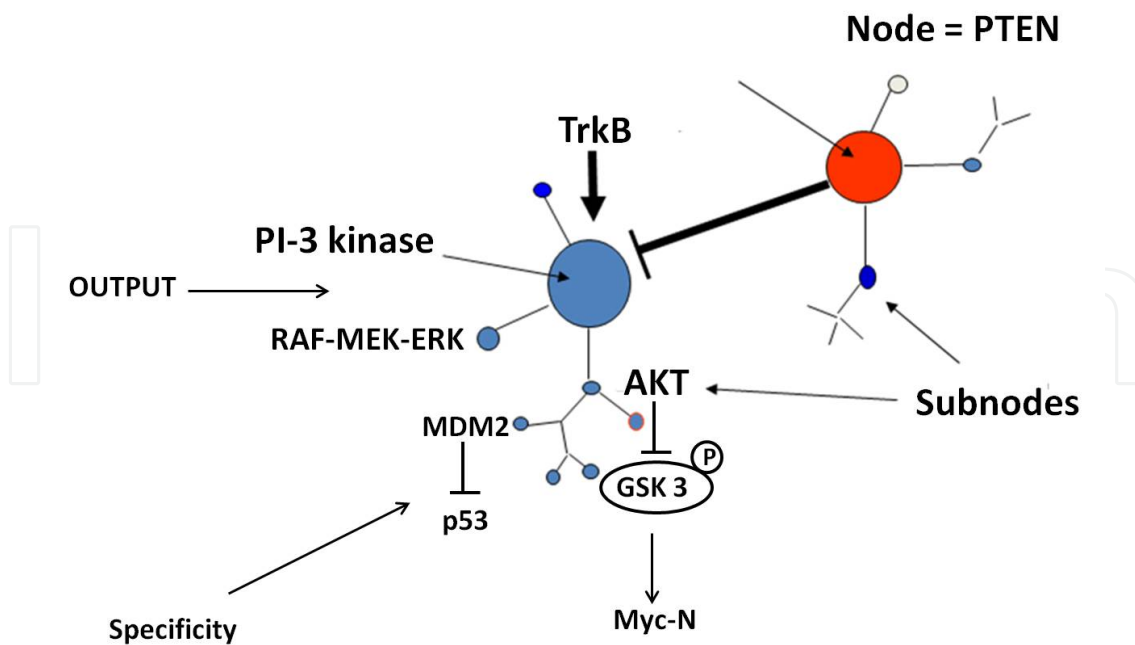 Node = PTEN
TrkB
PI-3 kinase
OUTPUT
RAF-MEK-ERK
AKT
Subnodes
MDM2
P
GSK 3
p53
Myc-N
Specificity